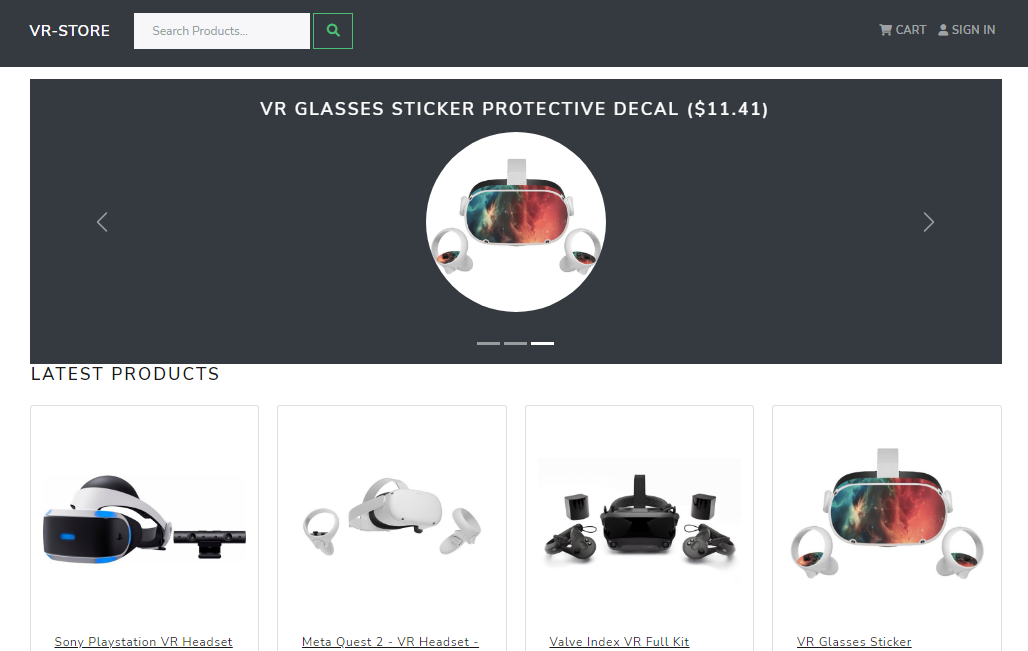 VR-STORE
Search Products...
CART
SIGN IN
VR GLASSES STICKER PROTECTIVE DECAL ($11.41)
LATEST PRODUCTS
Sony Playstation VR Headset
Meta Quest 2 - VR Headset -
Valve Index VR Full Kit
VR Glasses Sticker